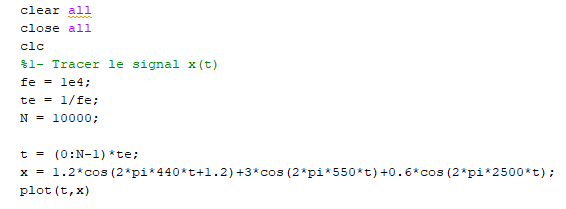 clear all
close all
clc
%1- Tracer le signal x(t)
fe = 1e4;
te = 1/fe;
N = 10000;
t = (0:N-1)*te;
x = 1.2*cos(2*pi*440*t+1.2)+3*cos(2*pi*550*t)+0.6*cos(2*pi*2500*t);
plot(t,x)